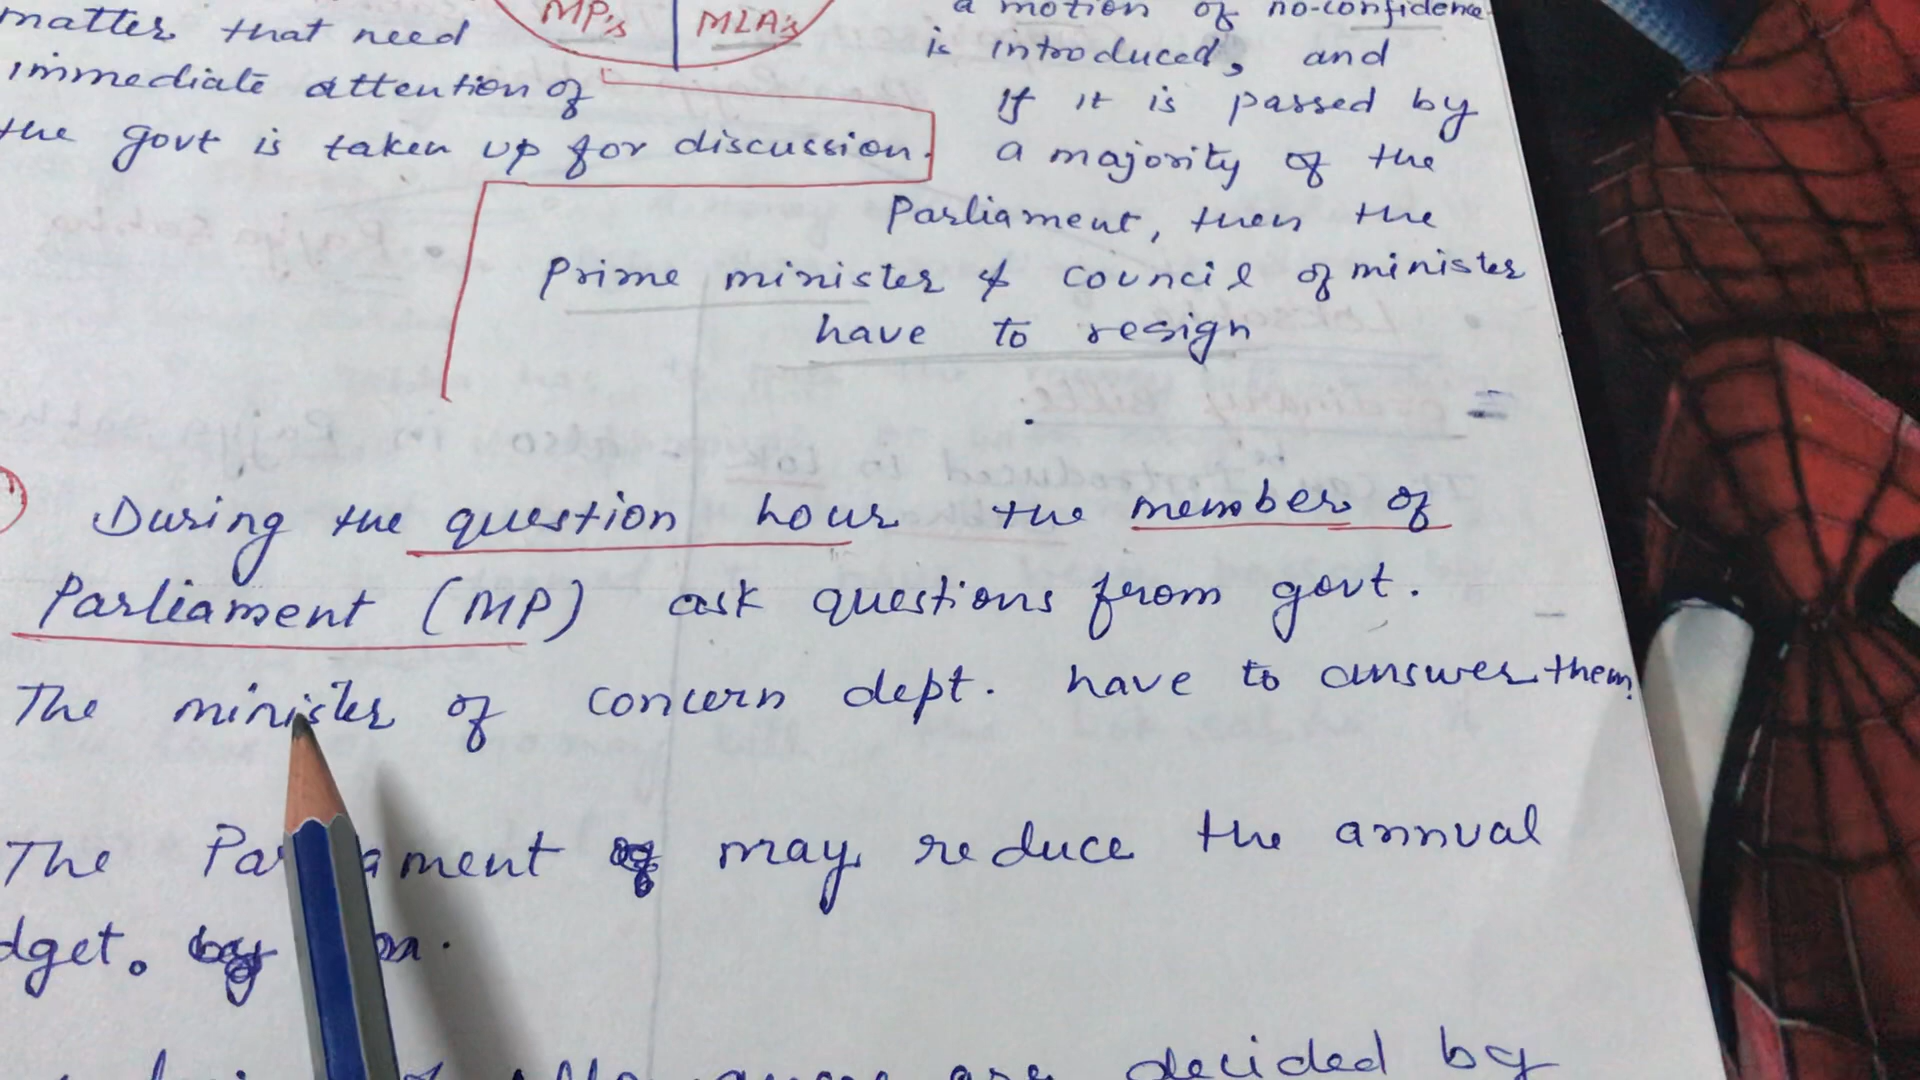 MP's MLA's
matter that need
immediate attention of
the govt is taken up for discussion.
a motion of no-confidence
is introduced, and
If it is passed by
a majority of the
Parliament, then the
Prime minister & council of minister
have to resign
During the question hour the member of
Parliament (MP) ask questions from govt.
The minister of concern dept. have to answer them.
The Pa ament may reduce the annual
dget.
are decided by